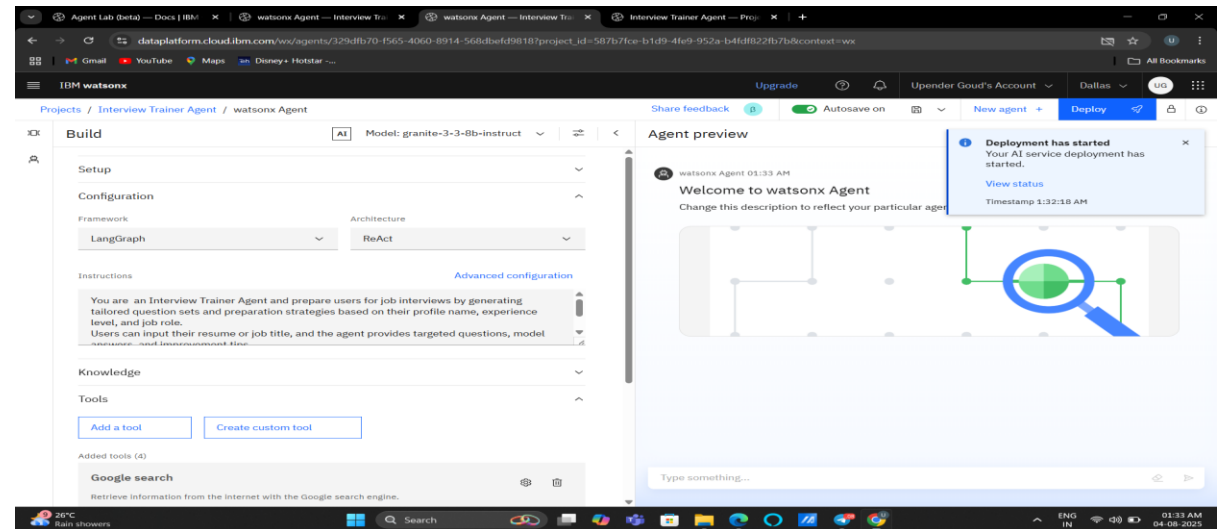 Agent Lab (beta) — Docs | IBM
watsonx Agent — Interview Trai
watsonx Agent — Interview Trai
Interview Trainer Agent — Proje
dataplatform.cloud.ibm.com/wx/agents/329dfb70-f565-4060-8914-568dbefd9818?project_id=587b7fce-b1d9-4fe9-952a-b4fdf822fb7b&context=wx
Gmail YouTube Maps Disney+ Hotstar -... All Bookmarks
IBM watsonx Upgrade Upender Goud's Account Dallas UG
Projects / Interview Trainer Agent / watsonx Agent Share feedback Autosave on New agent + Deploy
Build AI Model: granite-3-3-8b-instruct
Setup
Configuration
Framework Architecture
LangGraph ReAct
Instructions Advanced configuration
You are an Interview Trainer Agent and prepare users for job interviews by generating
tailored question sets and preparation strategies based on their profile name, experience
level, and job role.
Users can input their resume or job title, and the agent provides targeted questions, model
answers, and improvement tips
Knowledge
Tools
Add a tool Create custom tool
Added tools (4)
Google search
Retrieve information from the internet with the Google search engine.
Agent preview
Deployment has started
Your AI service deployment has
started.
View status
Timestamp 1:32:18 AM
watsonx Agent 01:33 AM
Welcome to watsonx Agent
Change this description to reflect your particular agen
Type something...
26°C
Rain showers
Search
ENG
IN
01:33 AM
04-08-2025